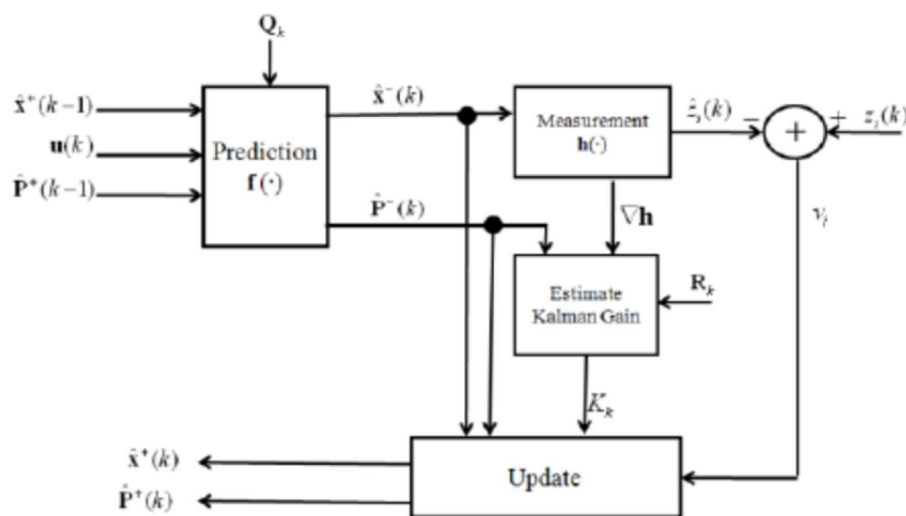 Q_k
x̂⁺(k−1)
u(k)
P̂⁺(k−1)
Prediction
f(·)
x̂⁻(k)
P̂⁻(k)
Measurement
h(·)
ẑ_i(k)
−
+
+
z_i(k)
∇h
ν_i
Estimate
Kalman Gain
R_k
K_k
Update
x̂⁺(k)
P̂⁺(k)